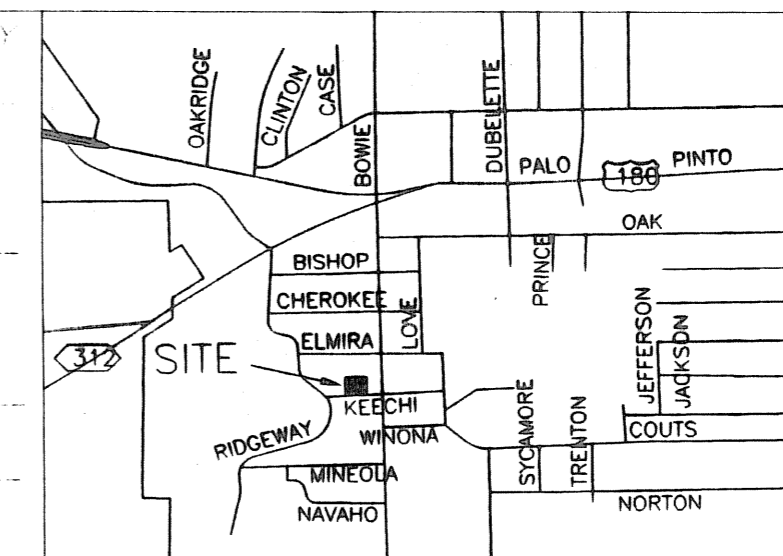 OAKRIDGE
CLINTON
CASE
BOWIE
DUBELETTE
PALO PINTO
180
OAK
PRINCE
BISHOP
CHEROKEE
LOVE
ELMIRA
312
SITE
KEECHI
JEFFERSON
JACKSON
RIDGEWAY
WINONA
SYCAMORE
TRENTON
COUTS
MINEOLA
NAVAHO
NORTON